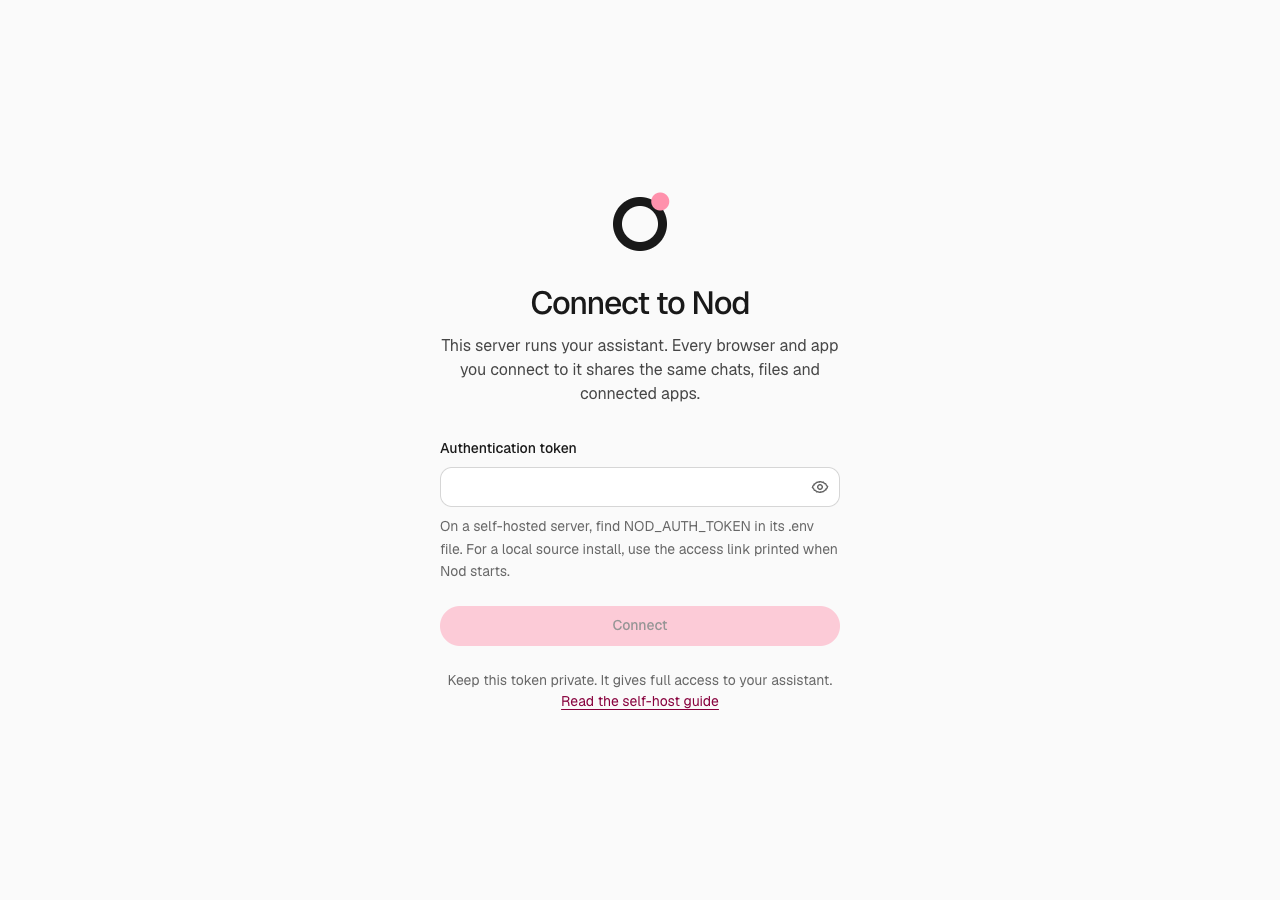 Connect to Nod
This server runs your assistant. Every browser and app
you connect to it shares the same chats, files and
connected apps.
Authentication token
On a self-hosted server, find NOD_AUTH_TOKEN in its .env
file. For a local source install, use the access link printed when
Nod starts.
Connect
Keep this token private. It gives full access to your assistant.
Read the self-host guide